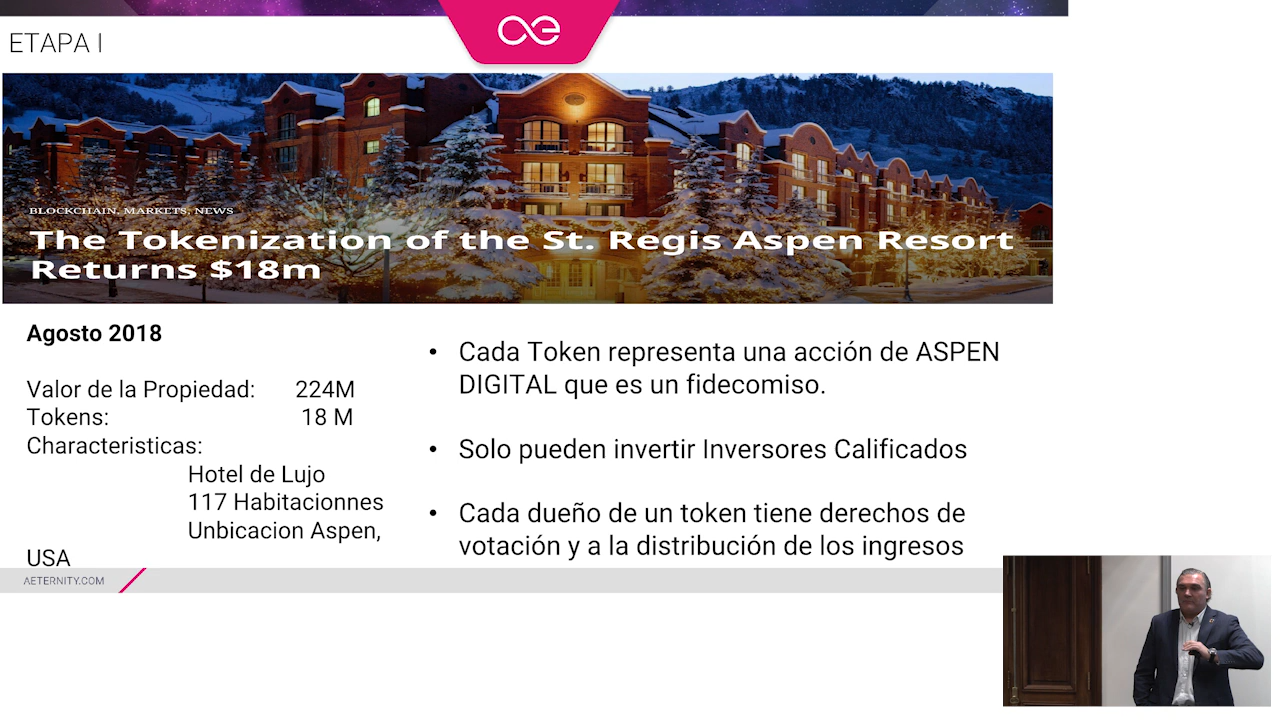 ETAPA I
BLOCKCHAIN, MARKETS, NEWS
The Tokenization of the St. Regis Aspen Resort
Returns $18m
Agosto 2018
Valor de la Propiedad: 224M
Tokens: 18 M
Characteristicas:
Hotel de Lujo
117 Habitacionnes
Unbicacion Aspen,
USA
• Cada Token representa una acción de ASPEN
DIGITAL que es un fidecomiso.
• Solo pueden invertir Inversores Calificados
• Cada dueño de un token tiene derechos de
votación y a la distribución de los ingresos
AETERNITY.COM